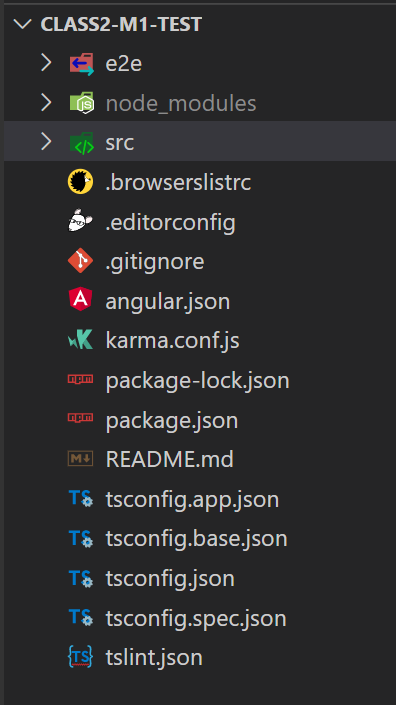 CLASS2-M1-TEST
e2e
node_modules
src
.browserslistrc
.editorconfig
.gitignore
angular.json
karma.conf.js
package-lock.json
package.json
README.md
tsconfig.app.json
tsconfig.base.json
tsconfig.json
tsconfig.spec.json
tslint.json